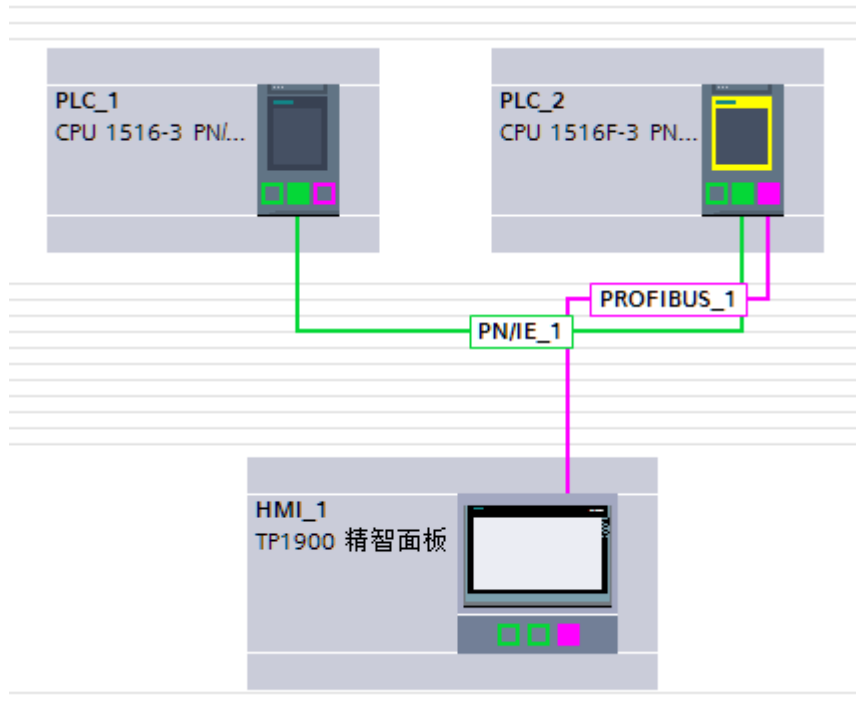 PLC_1
CPU 1516-3 PN/...
PLC_2
CPU 1516F-3 PN...
PROFIBUS_1
PN/IE_1
HMI_1
TP1900 精智面板